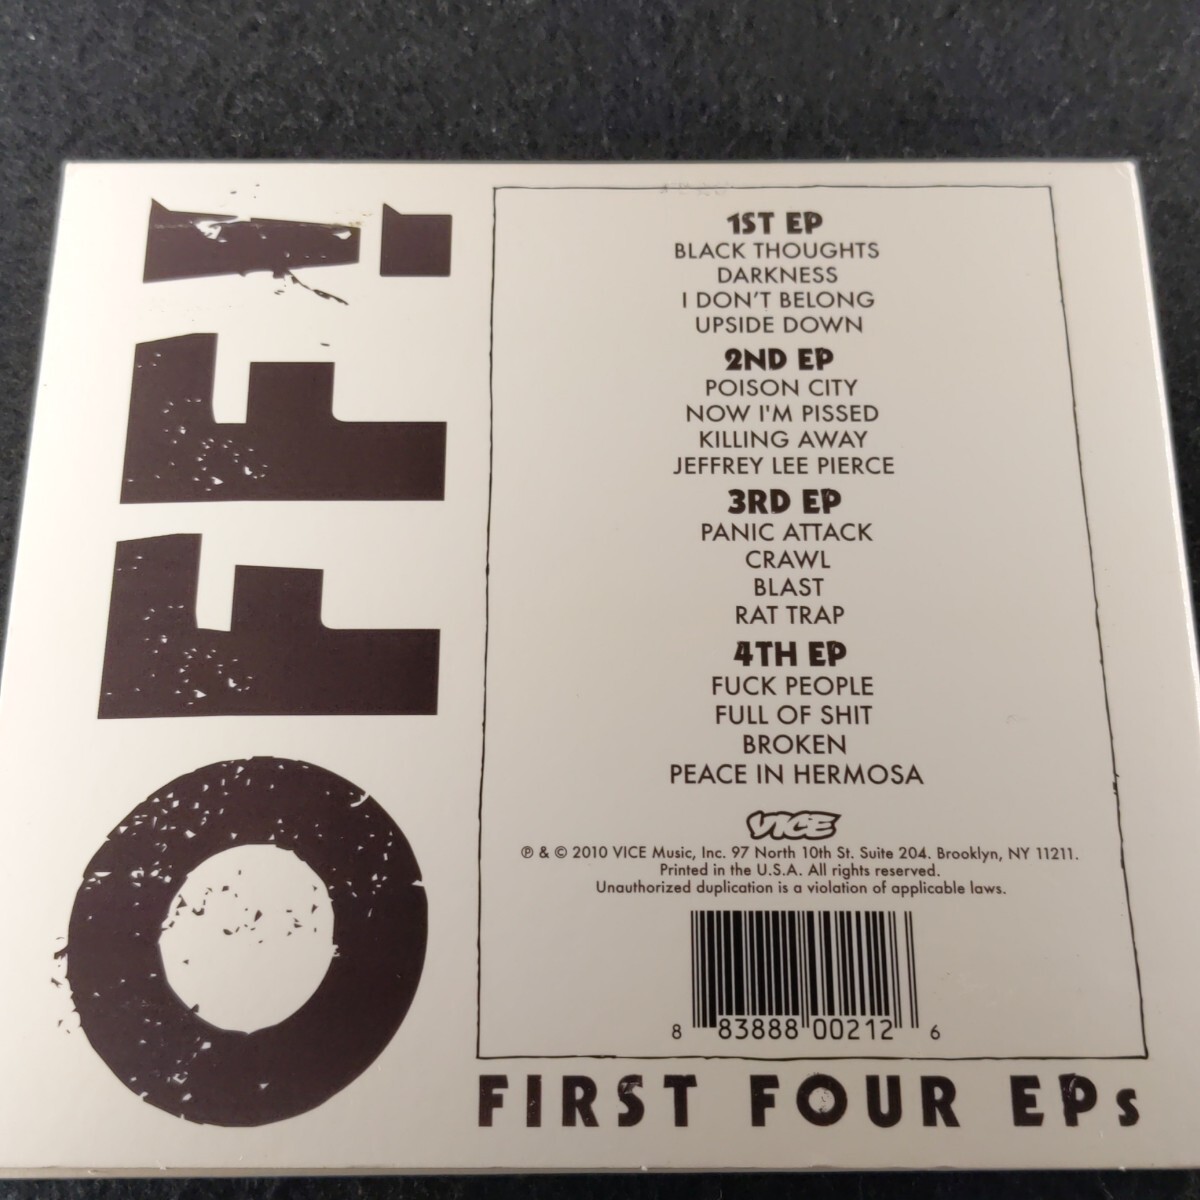 OFF!
1ST EP
BLACK THOUGHTS
DARKNESS
I DON'T BELONG
UPSIDE DOWN
2ND EP
POISON CITY
NOW I'M PISSED
KILLING AWAY
JEFFREY LEE PIERCE
3RD EP
PANIC ATTACK
CRAWL
BLAST
RAT TRAP
4TH EP
FUCK PEOPLE
FULL OF SHIT
BROKEN
PEACE IN HERMOSA
VICE
℗ & © 2010 VICE Music, Inc. 97 North 10th St. Suite 204. Brooklyn, NY 11211.
Printed in the U.S.A. All rights reserved.
Unauthorized duplication is a violation of applicable laws.
8 83888 00212 6
FIRST FOUR EPs